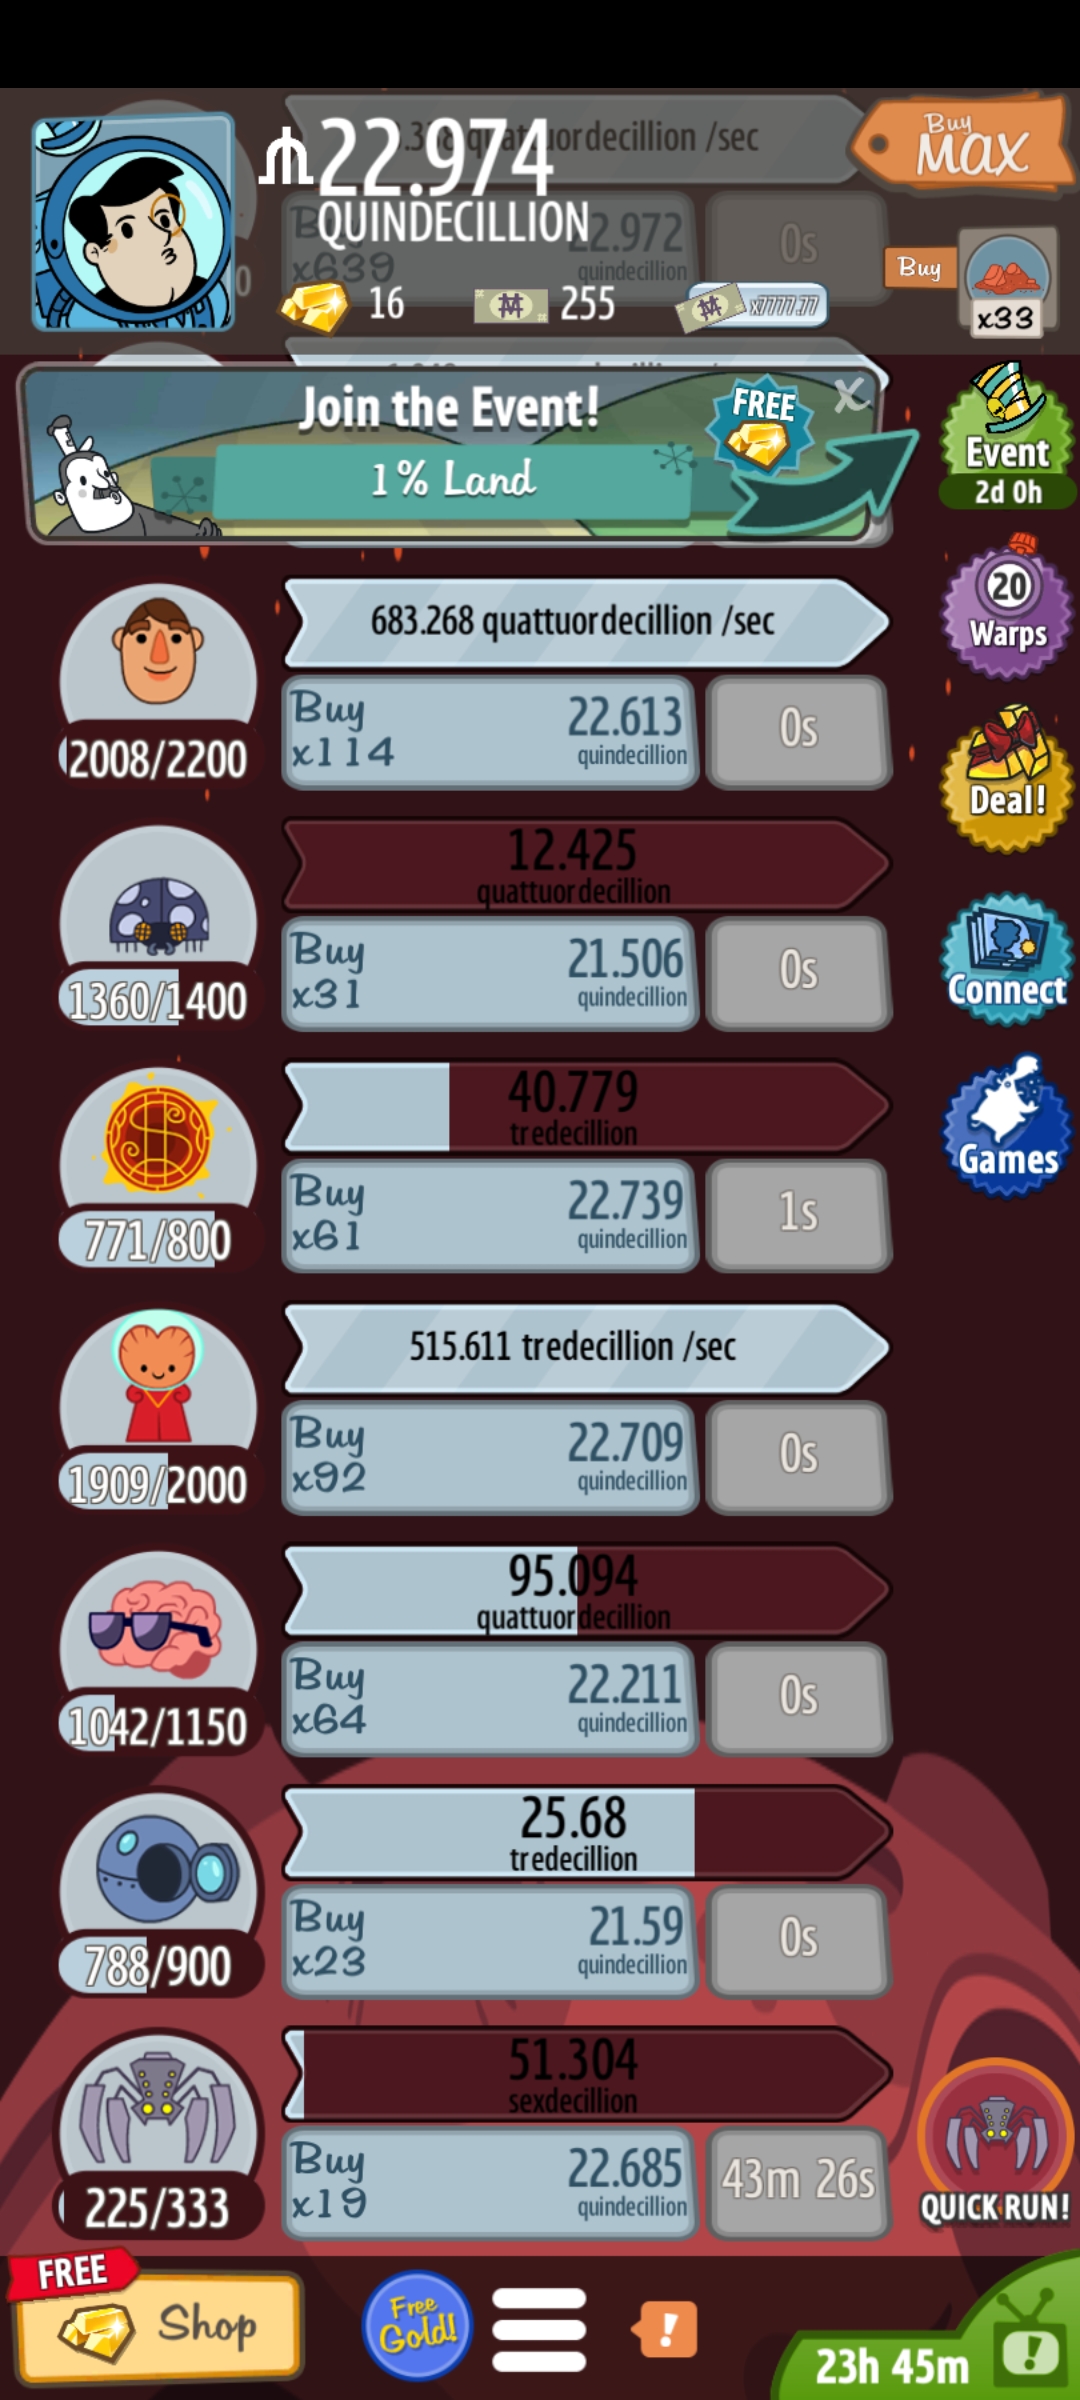 quattuordecillion /sec
22.974
QUINDECILLION
Buy
MAX
Buy
x639
22.972
quindecillion
0s
Buy
x33
16
255
x7777.77
Join the Event!
1% Land
FREE
X
Event
2d 0h
683.268 quattuordecillion /sec
Buy
x114
22.613
quindecillion
0s
2008/2200
20
Warps
Deal!
12.425
quattuordecillion
Buy
x31
21.506
quindecillion
0s
1360/1400
Connect
40.779
tredecillion
Buy
x61
22.739
quindecillion
1s
771/800
Games
515.611 tredecillion /sec
Buy
x92
22.709
quindecillion
0s
1909/2000
95.094
quattuordecillion
Buy
x64
22.211
quindecillion
0s
1042/1150
25.68
tredecillion
Buy
x23
21.59
quindecillion
0s
788/900
51.304
sexdecillion
Buy
x19
22.685
quindecillion
43m 26s
225/333
QUICK RUN!
FREE
Shop
Free
Gold!
!
23h 45m
!